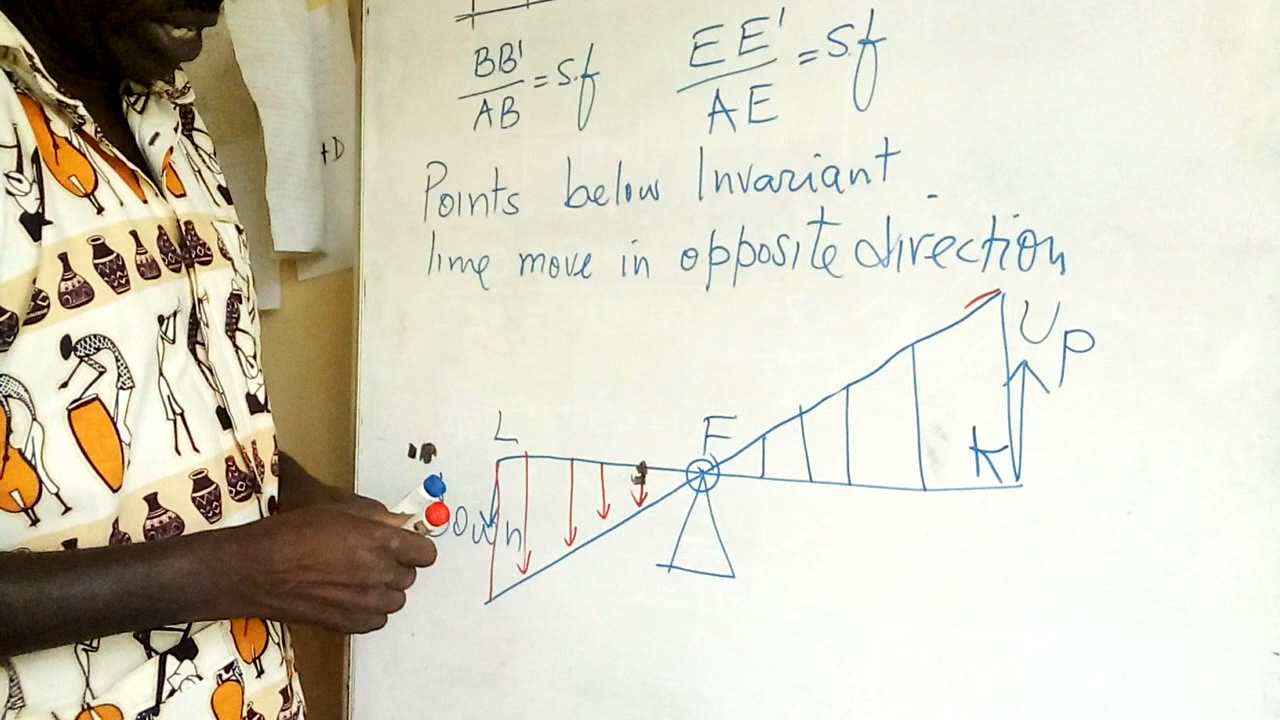 BB'
AB
= s.f
EE'
AE
= s.f
+D
Points below Invariant
line move in opposite direction
Up
L
F
K
Down